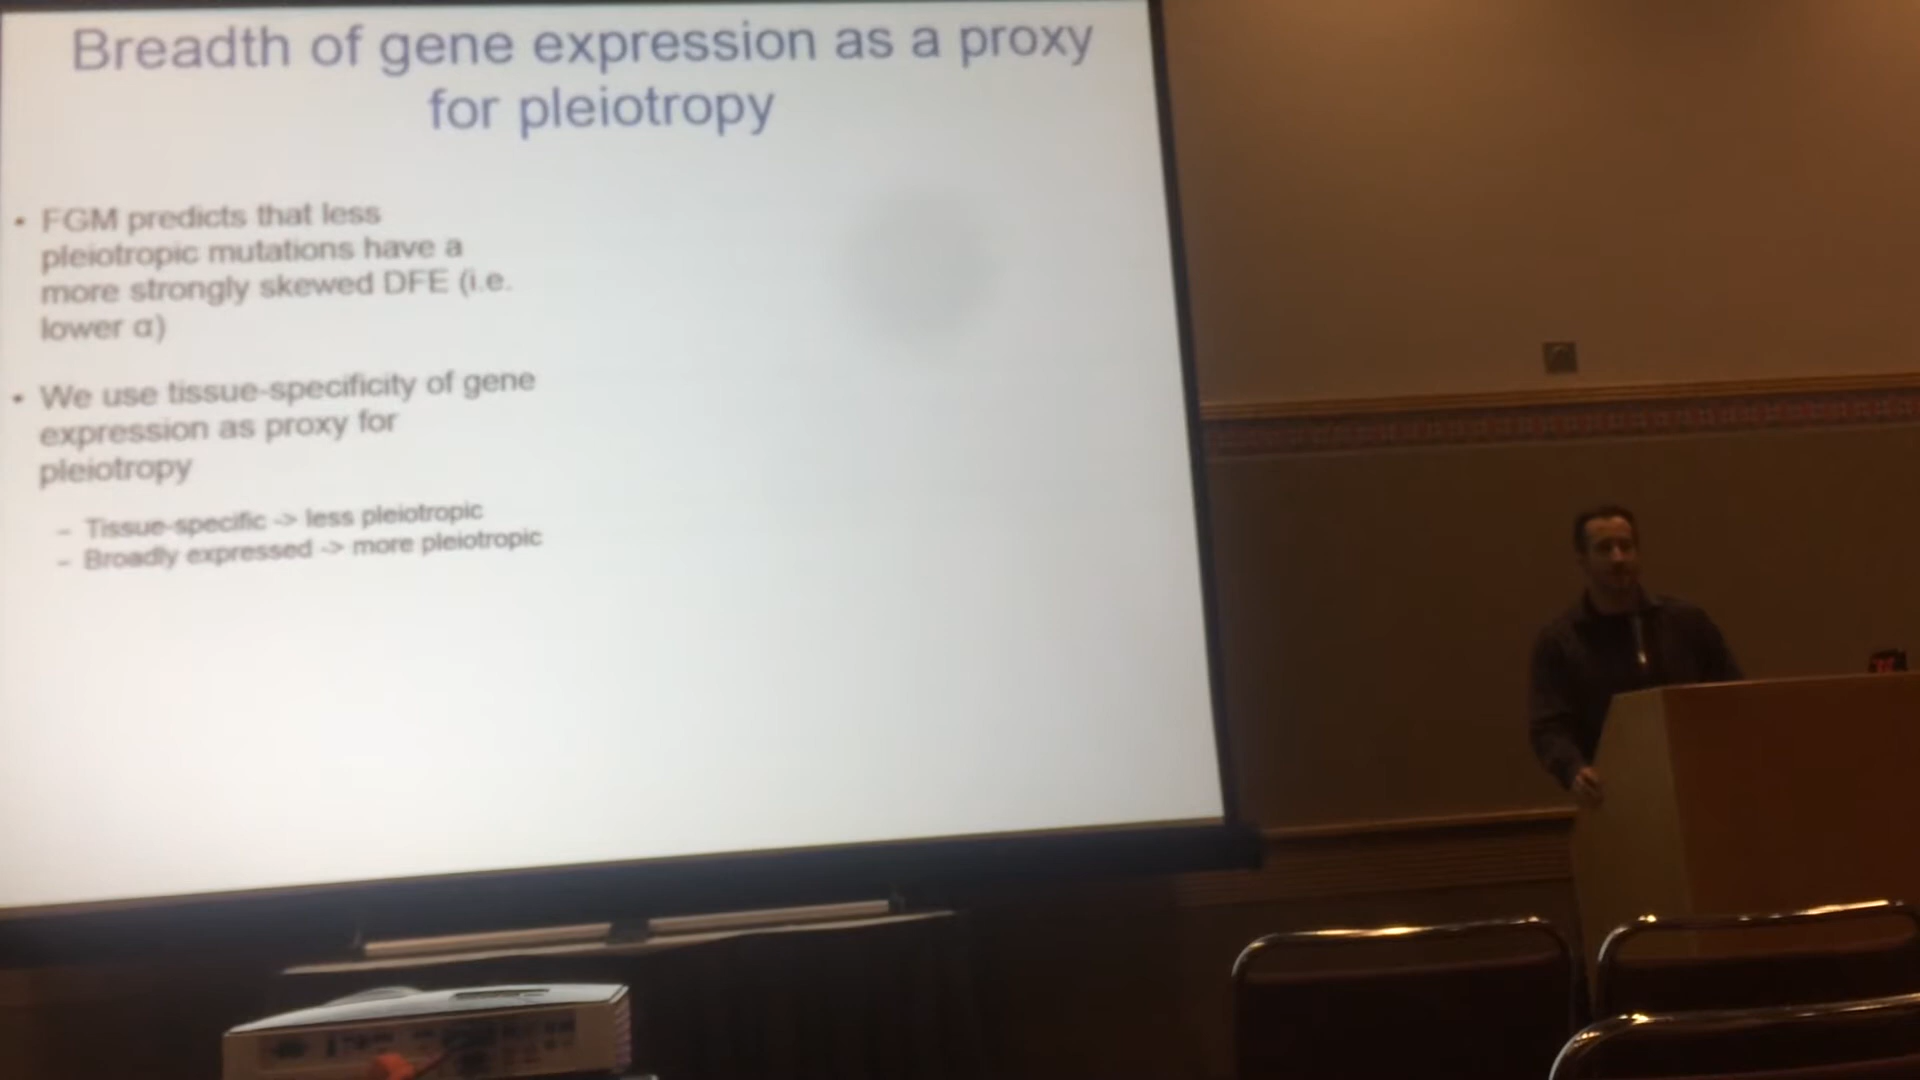 Breadth of gene expression as a proxy
for pleiotropy
• FGM predicts that less
pleiotropic mutations have a
more strongly skewed DFE (i.e.
lower α)
• We use tissue-specificity of gene
expression as proxy for
pleiotropy
– Tissue-specific -> less pleiotropic
– Broadly expressed -> more pleiotropic